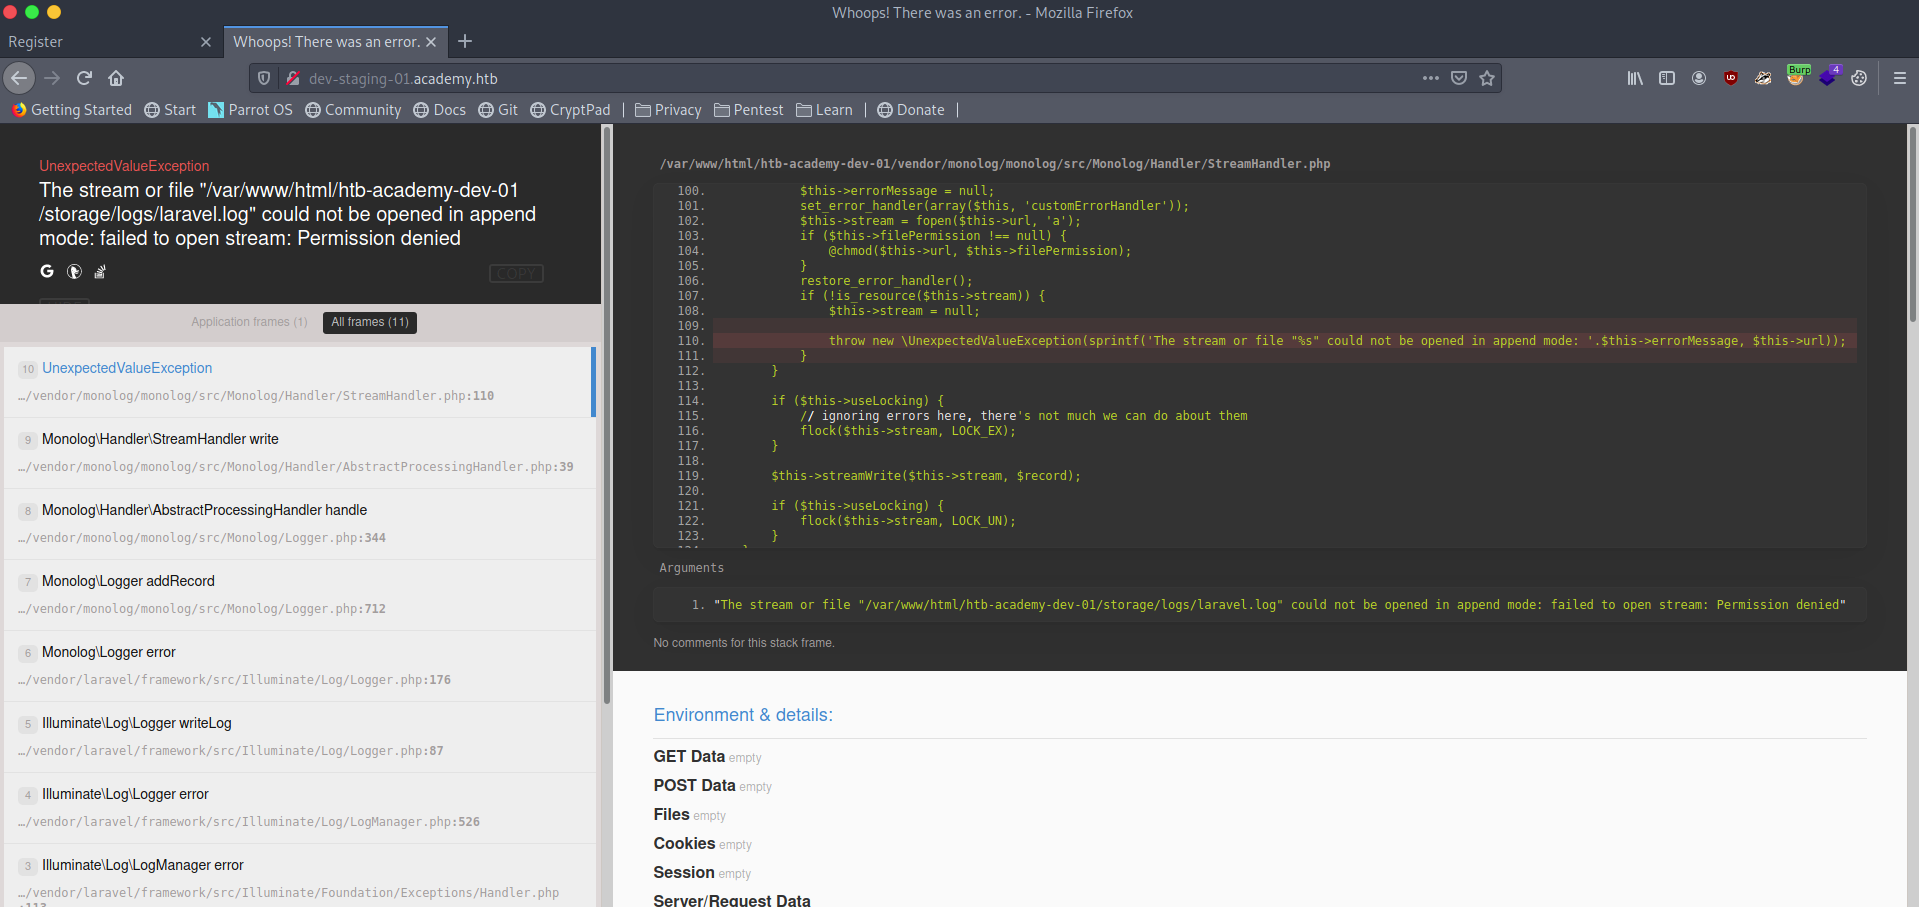 Whoops! There was an error. - Mozilla Firefox
Register
Whoops! There was an error.
dev-staging-01.academy.htb
Burp
4
Getting Started Start Parrot OS Community Docs Git CryptPad Privacy Pentest Learn Donate
UnexpectedValueException
The stream or file "/var/www/html/htb-academy-dev-01
/storage/logs/laravel.log" could not be opened in append
mode: failed to open stream: Permission denied
COPY
Application frames (1) All frames (11)
10 UnexpectedValueException
…/vendor/monolog/monolog/src/Monolog/Handler/StreamHandler.php:110
9 Monolog\Handler\StreamHandler write
…/vendor/monolog/monolog/src/Monolog/Handler/AbstractProcessingHandler.php:39
8 Monolog\Handler\AbstractProcessingHandler handle
…/vendor/monolog/monolog/src/Monolog/Logger.php:344
7 Monolog\Logger addRecord
…/vendor/monolog/monolog/src/Monolog/Logger.php:712
6 Monolog\Logger error
…/vendor/laravel/framework/src/Illuminate/Log/Logger.php:176
5 Illuminate\Log\Logger writeLog
…/vendor/laravel/framework/src/Illuminate/Log/Logger.php:87
4 Illuminate\Log\Logger error
…/vendor/laravel/framework/src/Illuminate/Log/LogManager.php:526
3 Illuminate\Log\LogManager error
…/vendor/laravel/framework/src/Illuminate/Foundation/Exceptions/Handler.php
/var/www/html/htb-academy-dev-01/vendor/monolog/monolog/src/Monolog/Handler/StreamHandler.php
100. $this->errorMessage = null;
101. set_error_handler(array($this, 'customErrorHandler'));
102. $this->stream = fopen($this->url, 'a');
103. if ($this->filePermission !== null) {
104. @chmod($this->url, $this->filePermission);
105. }
106. restore_error_handler();
107. if (!is_resource($this->stream)) {
108. $this->stream = null;
109.
110. throw new \UnexpectedValueException(sprintf('The stream or file "%s" could not be opened in append mode: '.$this->errorMessage, $this->url));
111. }
112. }
113.
114. if ($this->useLocking) {
115. // ignoring errors here, there's not much we can do about them
116. flock($this->stream, LOCK_EX);
117. }
118.
119. $this->streamWrite($this->stream, $record);
120.
121. if ($this->useLocking) {
122. flock($this->stream, LOCK_UN);
123. }
Arguments
1. "The stream or file "/var/www/html/htb-academy-dev-01/storage/logs/laravel.log" could not be opened in append mode: failed to open stream: Permission denied"
No comments for this stack frame.
Environment & details:
GET Data empty
POST Data empty
Files empty
Cookies empty
Session empty
Server/Request Data